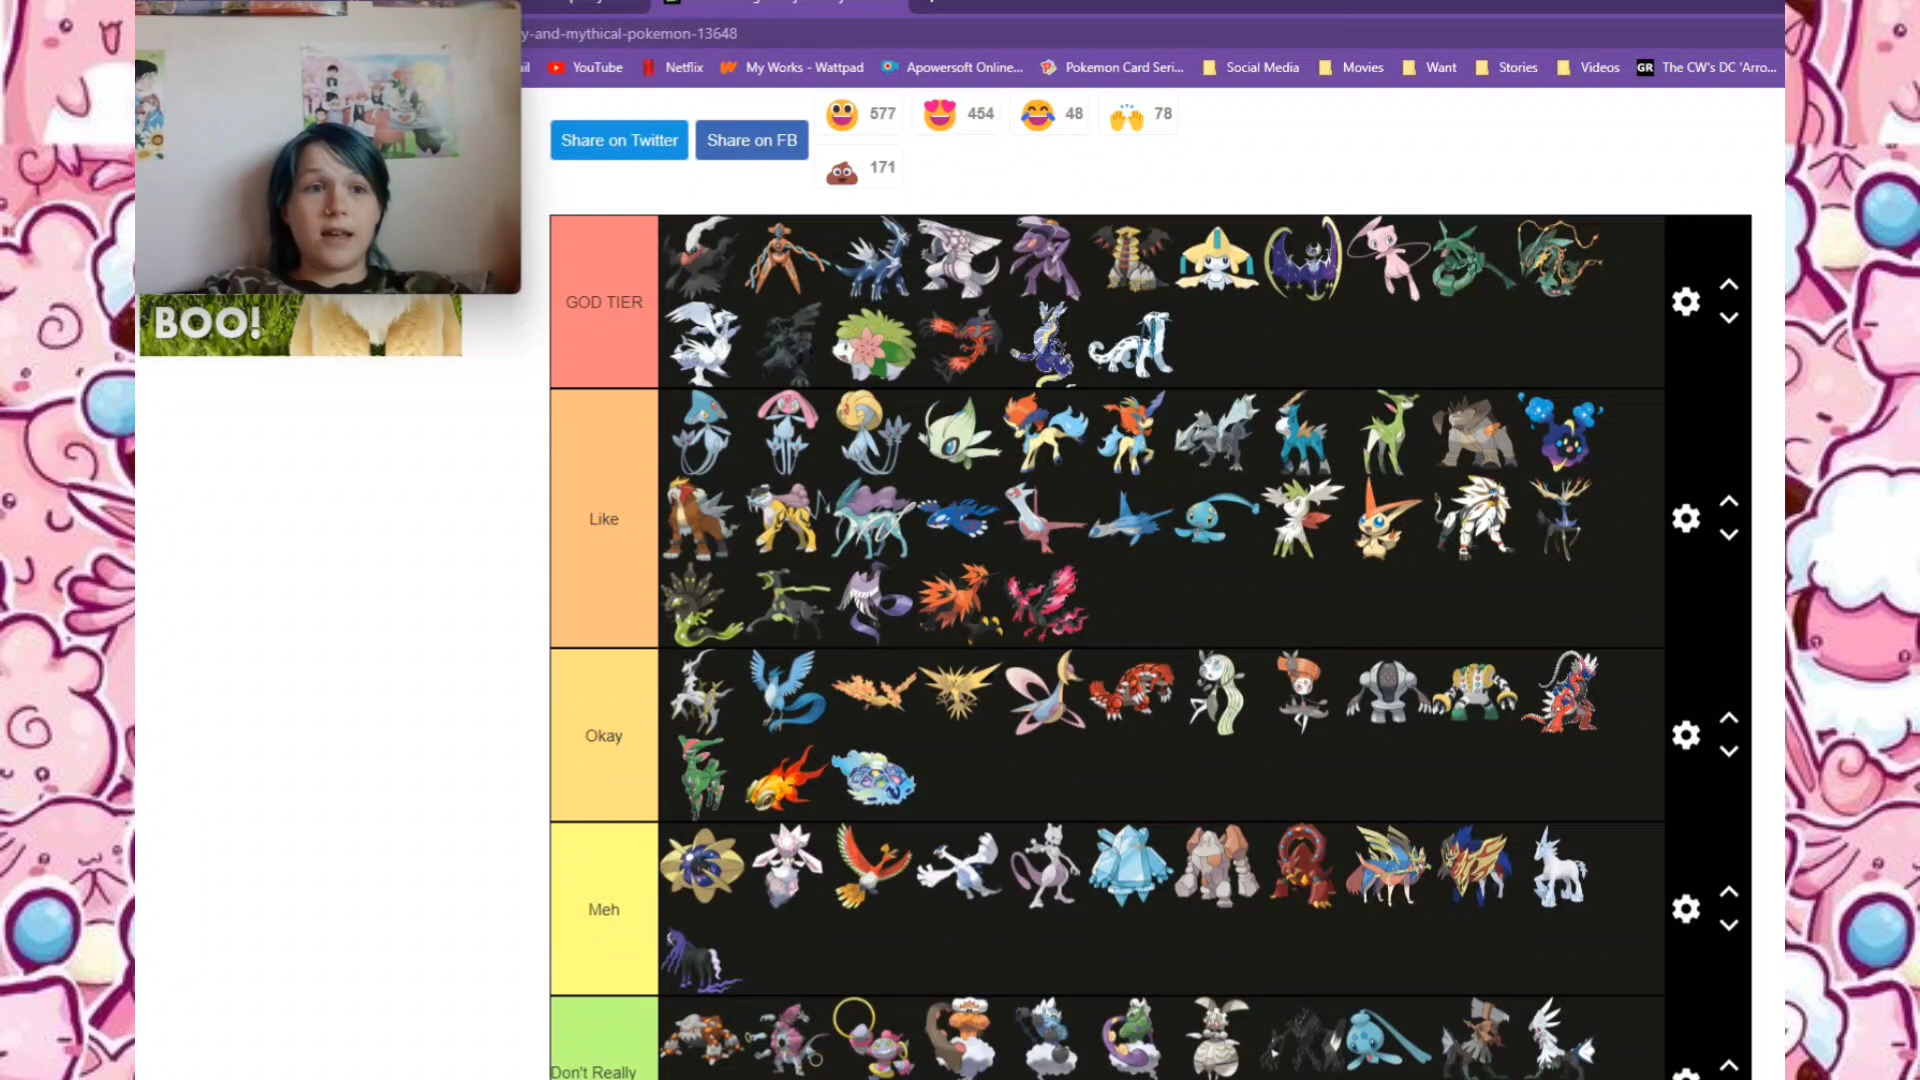 y-and-mythical-pokemon-13648
il YouTube Netflix My Works - Wattpad Apowersoft Online... Pokemon Card Seri... Social Media Movies Want Stories Videos GR The CW's DC 'Arro...
Share on Twitter Share on FB 577 454 48 78
171
BOO!
GOD TIER
Like
Okay
Meh
Don't Really